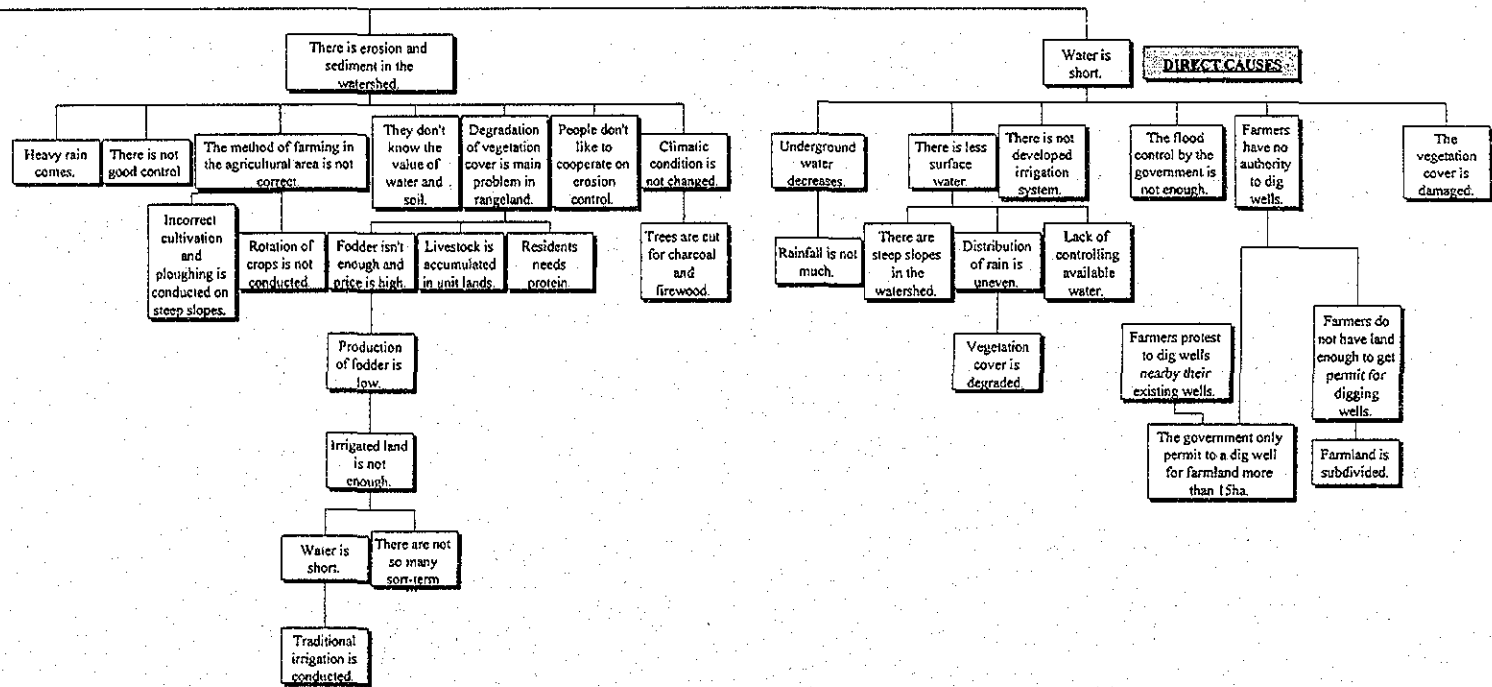 There is erosion and
sediment in the
watershed.
Water is
short.
DIRECT CAUSES
Heavy rain
comes.
There is not
good control
The method of farming in
the agricultural area is not
correct.
They don't
know the
value of
water and
soil.
Degradation
of vegetation
cover is main
problem in
rangeland.
People don't
like to
cooperate on
erosion
control.
Climatic
condition is
not changed.
Underground
water
decreases.
There is less
surface
water.
There is not
developed
irrigation
system.
The flood
control by the
government is
not enough.
Farmers
have no
authority
to dig
wells.
The
vegetation
cover is
damaged.
Incorrect
cultivation
and
ploughing is
conducted on
steep slopes.
Rotation of
crops is not
conducted.
Fodder isn't
enough and
price is high.
Livestock is
accumulated
in unit lands.
Residents
needs
protein.
Trees are cut
for charcoal
and
firewood.
Rainfall is not
much.
There are
steep slopes
in the
watershed.
Distribution
of rain is
uneven.
Lack of
controlling
available
water.
Production
of fodder is
low.
Vegetation
cover is
degraded.
Farmers protest
to dig wells
nearby their
existing wells.
Farmers do
not have land
enough to get
permit for
digging
wells.
Irrigated land
is not
enough.
The government only
permit to a dig well
for farmland more
than 15ha.
Farmland is
subdivided.
Water is
short.
There are not
so many
sort-term
Traditional
irrigation is
conducted.